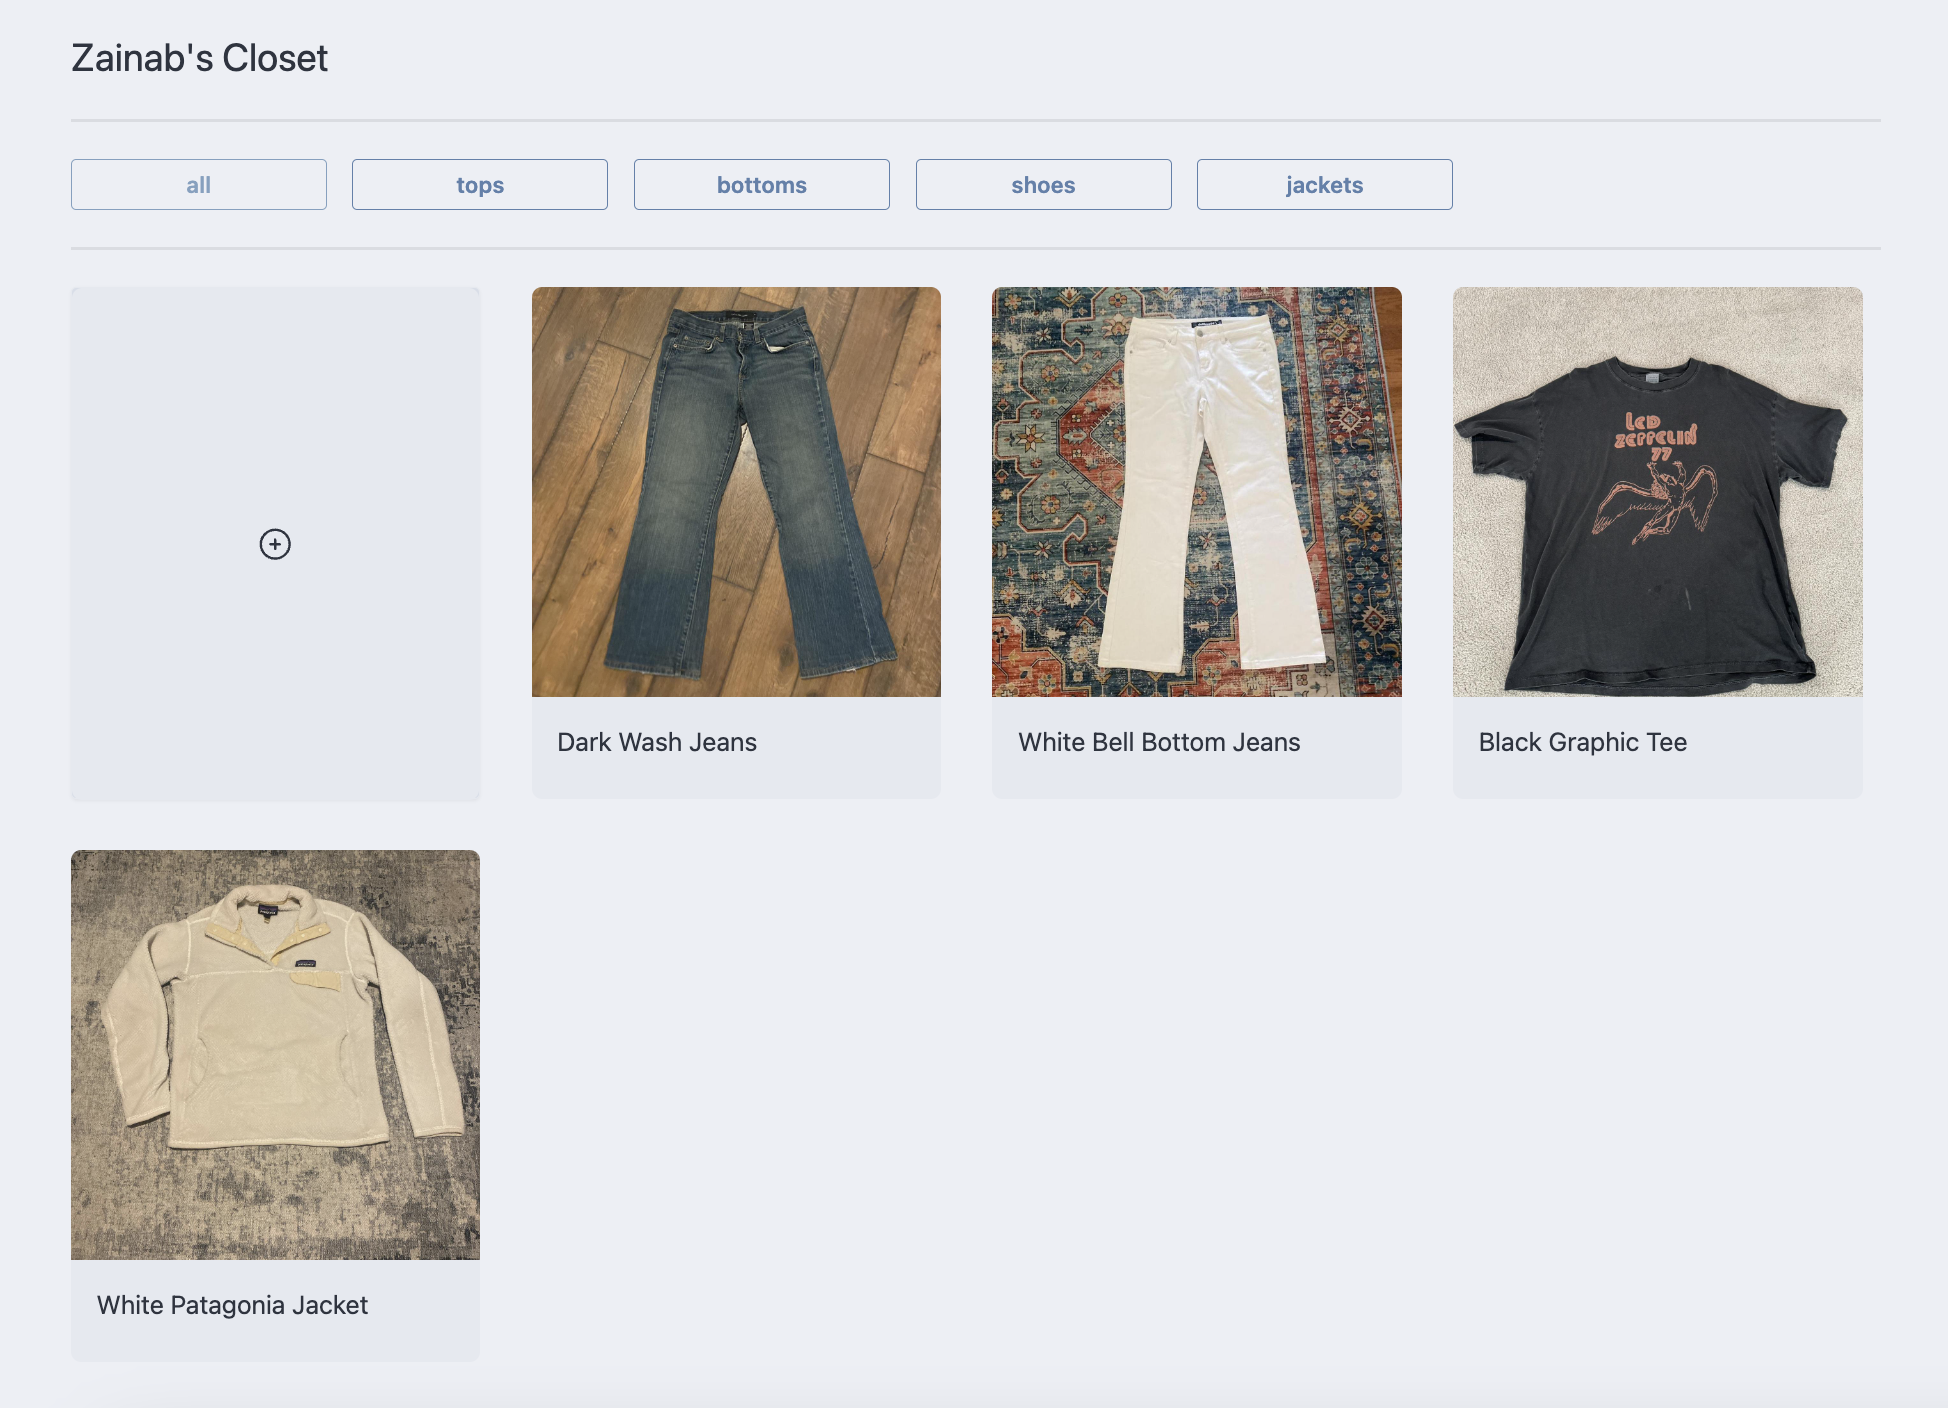 Zainab's Closet
all
tops
bottoms
shoes
jackets
Dark Wash Jeans
White Bell Bottom Jeans
LED
ZEPPELIN
77
Black Graphic Tee
White Patagonia Jacket